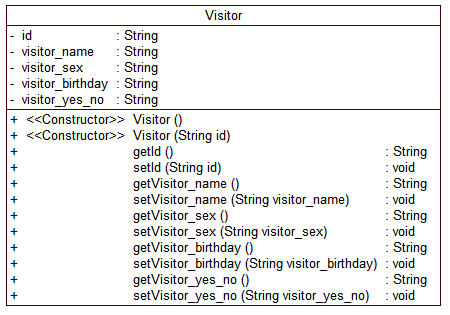 Visitor
- id : String
- visitor_name : String
- visitor_sex : String
- visitor_birthday : String
- visitor_yes_no : String
+ <<Constructor>> Visitor ()
+ <<Constructor>> Visitor (String id)
+ getId () : String
+ setId (String id) : void
+ getVisitor_name () : String
+ setVisitor_name (String visitor_name) : void
+ getVisitor_sex () : String
+ setVisitor_sex (String visitor_sex) : void
+ getVisitor_birthday () : String
+ setVisitor_birthday (String visitor_birthday) : void
+ getVisitor_yes_no () : String
+ setVisitor_yes_no (String visitor_yes_no) : void